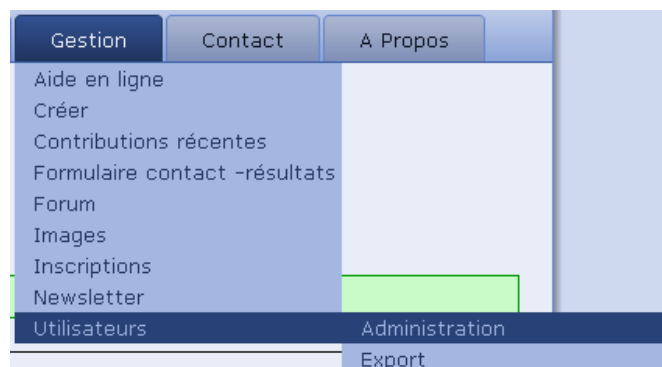 Gestion Contact A Propos
Aide en ligne
Créer
Contributions récentes
Formulaire contact -résultats
Forum
Images
Inscriptions
Newsletter
Utilisateurs Administration
Export